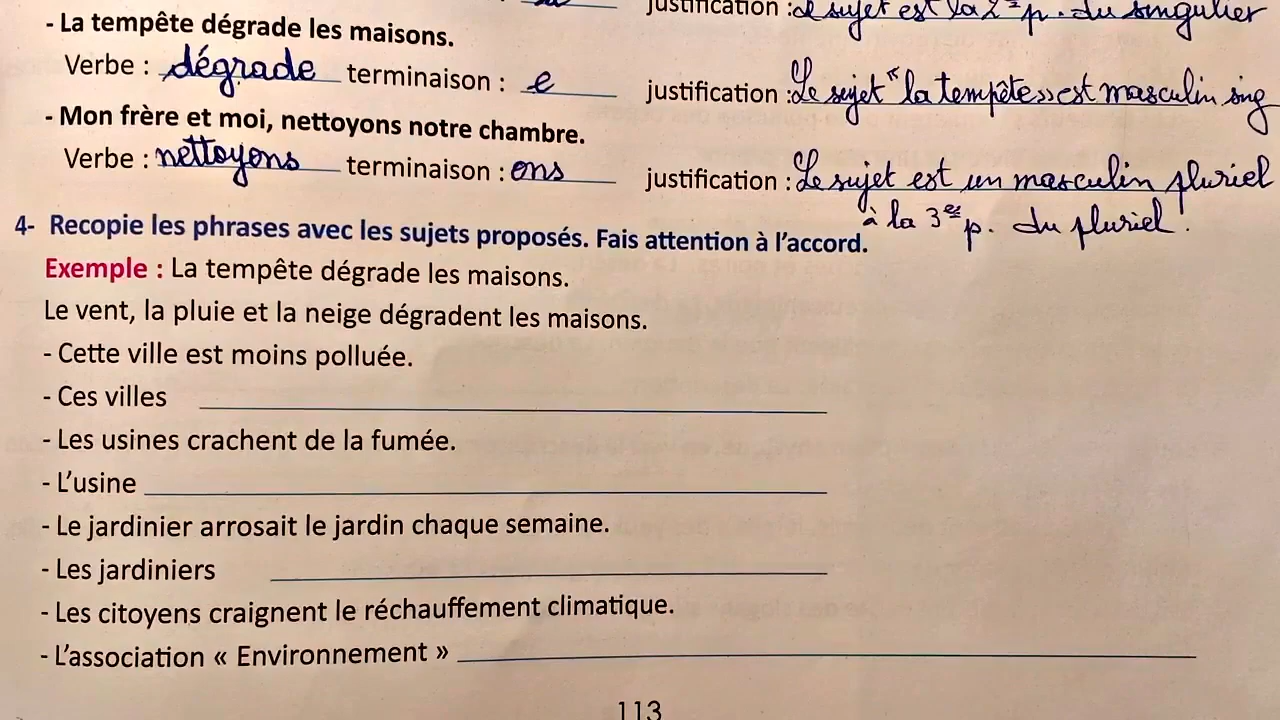 justification : Le sujet est la 2e p. du singulier
- La tempête dégrade les maisons.
Verbe : dégrade terminaison : e justification : Le sujet "la tempête» est masculin sing
- Mon frère et moi, nettoyons notre chambre.
Verbe : nettoyons terminaison : ons justification : Le sujet est un masculin pluriel
à la 3e p. du pluriel.
4- Recopie les phrases avec les sujets proposés. Fais attention à l'accord.
Exemple : La tempête dégrade les maisons.
Le vent, la pluie et la neige dégradent les maisons.
- Cette ville est moins polluée.
- Ces villes
- Les usines crachent de la fumée.
- L'usine
- Le jardinier arrosait le jardin chaque semaine.
- Les jardiniers
- Les citoyens craignent le réchauffement climatique.
- L'association « Environnement »
113